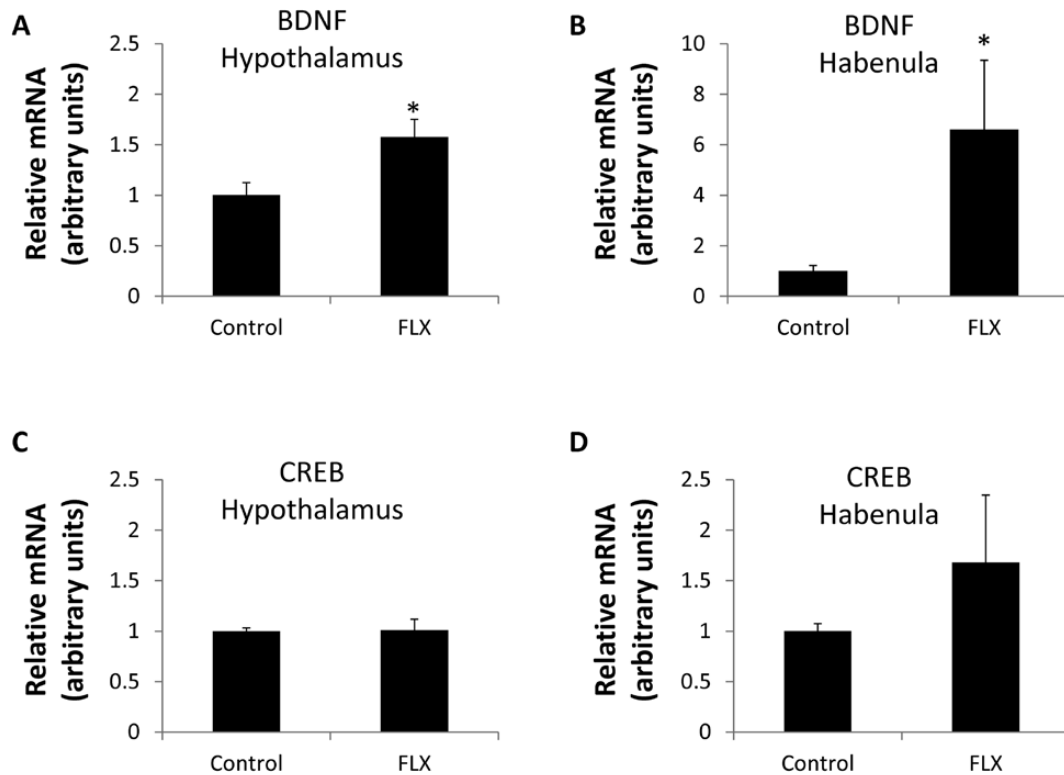 A
BDNF
Hypothalamus
Relative mRNA
(arbitrary units)
2.5
2
1.5
1
0.5
0
*
Control
FLX
B
BDNF
Habenula
Relative mRNA
(arbitrary units)
10
8
6
4
2
0
*
Control
FLX
C
CREB
Hypothalamus
Relative mRNA
(arbitrary units)
2.5
2
1.5
1
0.5
0
Control
FLX
D
CREB
Habenula
Relative mRNA
(arbitrary units)
2.5
2
1.5
1
0.5
0
Control
FLX